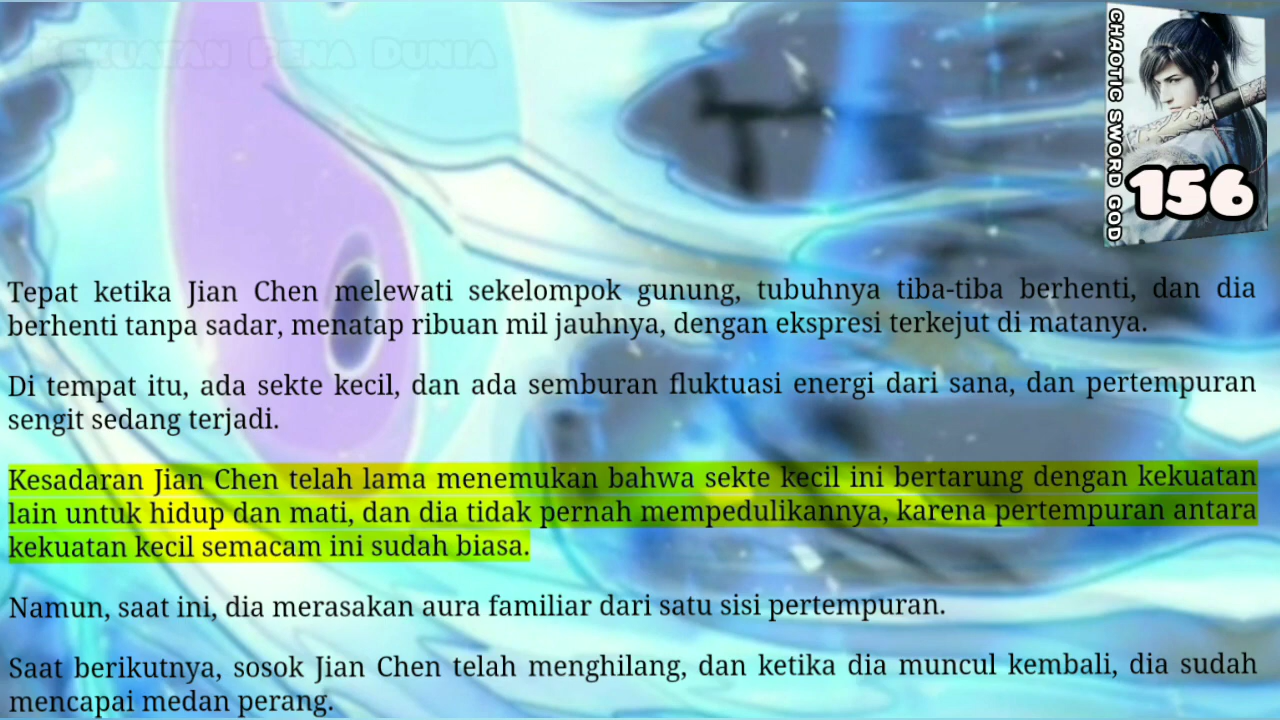 KEKUATAN PENA DUNIA
CHAOTIC SWORD GOD
156
Tepat ketika Jian Chen melewati sekelompok gunung, tubuhnya tiba-tiba berhenti, dan dia
berhenti tanpa sadar, menatap ribuan mil jauhnya, dengan ekspresi terkejut di matanya.
Di tempat itu, ada sekte kecil, dan ada semburan fluktuasi energi dari sana, dan pertempuran
sengit sedang terjadi.
Kesadaran Jian Chen telah lama menemukan bahwa sekte kecil ini bertarung dengan kekuatan
lain untuk hidup dan mati, dan dia tidak pernah mempedulikannya, karena pertempuran antara
kekuatan kecil semacam ini sudah biasa.
Namun, saat ini, dia merasakan aura familiar dari satu sisi pertempuran.
Saat berikutnya, sosok Jian Chen telah menghilang, dan ketika dia muncul kembali, dia sudah
mencapai medan perang.